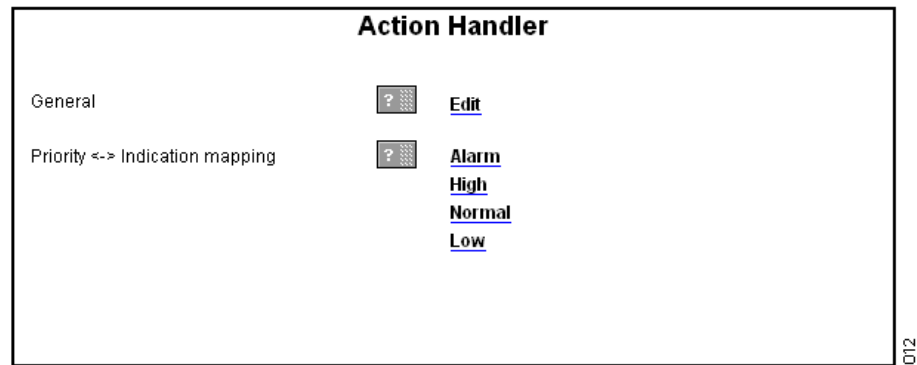 Action Handler
General ? Edit
Priority <-> Indication mapping ? Alarm
High
Normal
Low
012